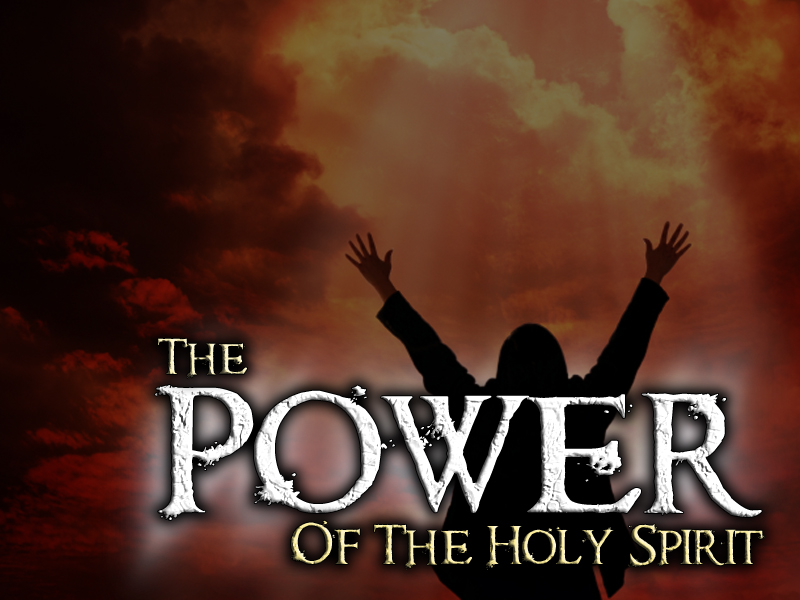 The
Power
Of The Holy Spirit